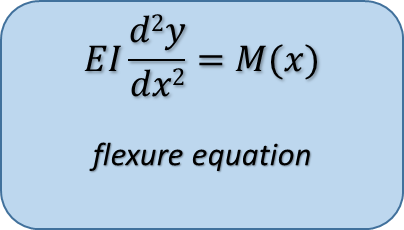 EI d²y/dx² = M(x)
flexure equation